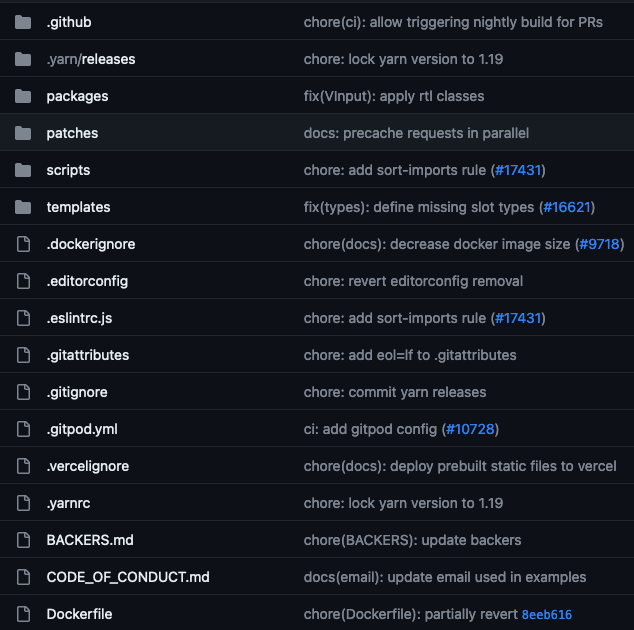 .github chore(ci): allow triggering nightly build for PRs
.yarn/releases chore: lock yarn version to 1.19
packages fix(VInput): apply rtl classes
patches docs: precache requests in parallel
scripts chore: add sort-imports rule (#17431)
templates fix(types): define missing slot types (#16621)
.dockerignore chore(docs): decrease docker image size (#9718)
.editorconfig chore: revert editorconfig removal
.eslintrc.js chore: add sort-imports rule (#17431)
.gitattributes chore: add eol=lf to .gitattributes
.gitignore chore: commit yarn releases
.gitpod.yml ci: add gitpod config (#10728)
.vercelignore chore(docs): deploy prebuilt static files to vercel
.yarnrc chore: lock yarn version to 1.19
BACKERS.md chore(BACKERS): update backers
CODE_OF_CONDUCT.md docs(email): update email used in examples
Dockerfile chore(Dockerfile): partially revert 8eeb616